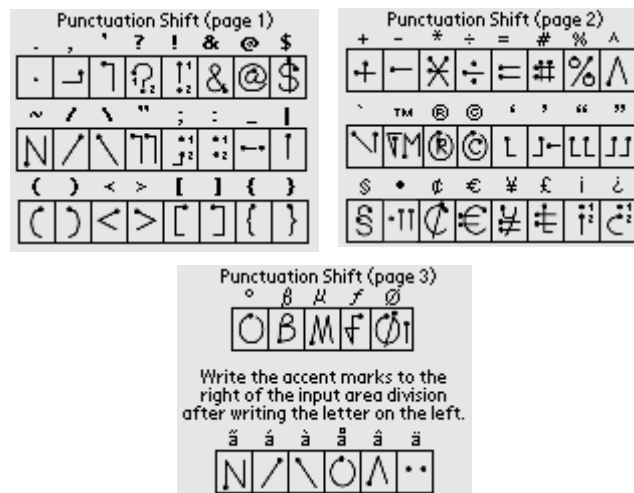 Punctuation Shift (page 1)
. , ' ? ! & @ $
~ / \ " ; : _ |
( ) < > [ ] { }
Punctuation Shift (page 2)
+ - * ÷ = # % ^
` ™ ® © ‘ ’ “ ”
§ • ¢ € ¥ £ ¡ ¿
Punctuation Shift (page 3)
° β µ ƒ Ø
Write the accent marks to the
right of the input area division
after writing the letter on the left.
ã á à å â ä